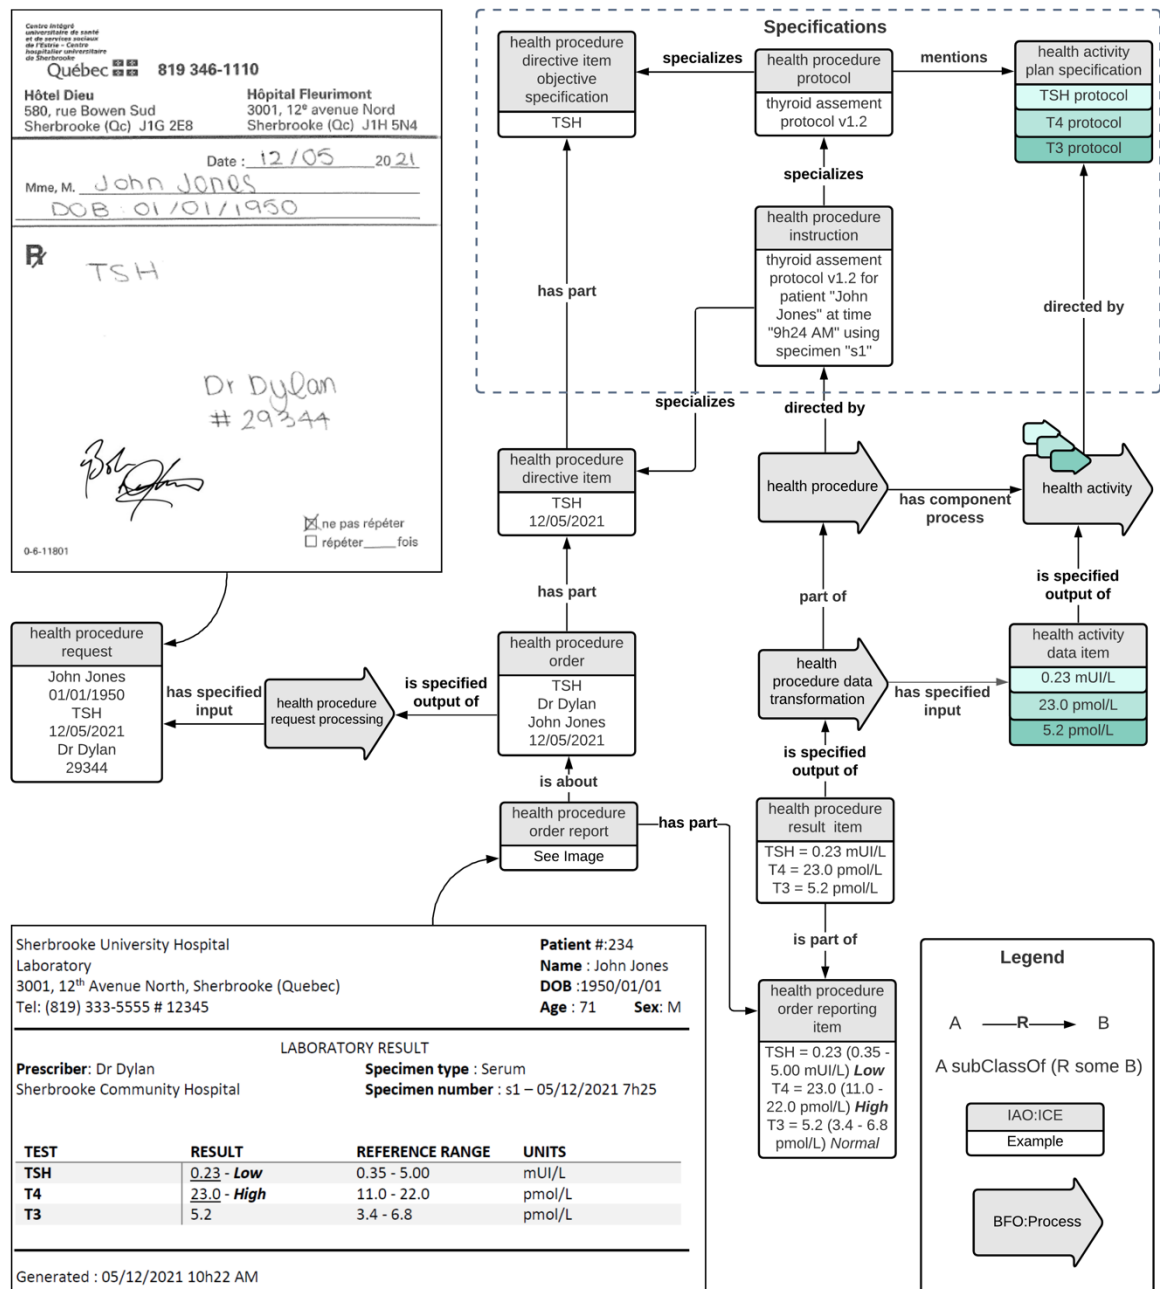 Centre intégré
universitaire de santé
et de services sociaux
de l'Estrie – Centre
hospitalier universitaire
de Sherbrooke
Québec
819 346-1110
Hôtel Dieu
580, rue Bowen Sud
Sherbrooke (Qc) J1G 2E8
Hôpital Fleurimont
3001, 12e avenue Nord
Sherbrooke (Qc) J1H 5N4
Date : 12/05 2021
Mme, M. John Jones
DOB : 01/01/1950
TSH
Dr Dylan
# 29344
ne pas répéter
répéter____fois
0-6-11801
Specifications
health procedure
directive item
objective
specification
TSH
specializes
health procedure
protocol
thyroid assement
protocol v1.2
mentions
health activity
plan specification
TSH protocol
T4 protocol
T3 protocol
specializes
health procedure
instruction
thyroid assement
protocol v1.2 for
patient "John
Jones" at time
"9h24 AM" using
specimen "s1"
has part
directed by
specializes
directed by
health procedure
directive item
TSH
12/05/2021
health procedure
has component
process
health activity
has part
part of
is specified
output of
health procedure
request
John Jones
01/01/1950
TSH
12/05/2021
Dr Dylan
29344
has specified
input
health procedure
request processing
is specified
output of
health procedure
order
TSH
Dr Dylan
John Jones
12/05/2021
health
procedure data
transformation
has specified
input
health activity
data item
0.23 mUI/L
23.0 pmol/L
5.2 pmol/L
is about
is specified
output of
health procedure
order report
See Image
has part
health procedure
result item
TSH = 0.23 mUI/L
T4 = 23.0 pmol/L
T3 = 5.2 pmol/L
is part of
health procedure
order reporting
item
TSH = 0.23 (0.35 -
5.00 mUI/L) Low
T4 = 23.0 (11.0 -
22.0 pmol/L) High
T3 = 5.2 (3.4 - 6.8
pmol/L) Normal
Sherbrooke University Hospital
Laboratory
3001, 12th Avenue North, Sherbrooke (Quebec)
Tel: (819) 333-5555 # 12345
Patient #:234
Name : John Jones
DOB :1950/01/01
Age : 71 Sex: M
LABORATORY RESULT
Prescriber: Dr Dylan
Sherbrooke Community Hospital
Specimen type : Serum
Specimen number : s1 – 05/12/2021 7h25
TEST RESULT REFERENCE RANGE UNITS
TSH 0.23 - Low 0.35 - 5.00 mUI/L
T4 23.0 - High 11.0 - 22.0 pmol/L
T3 5.2 3.4 - 6.8 pmol/L
Generated : 05/12/2021 10h22 AM
Legend
A R B
A subClassOf (R some B)
IAO:ICE
Example
BFO:Process